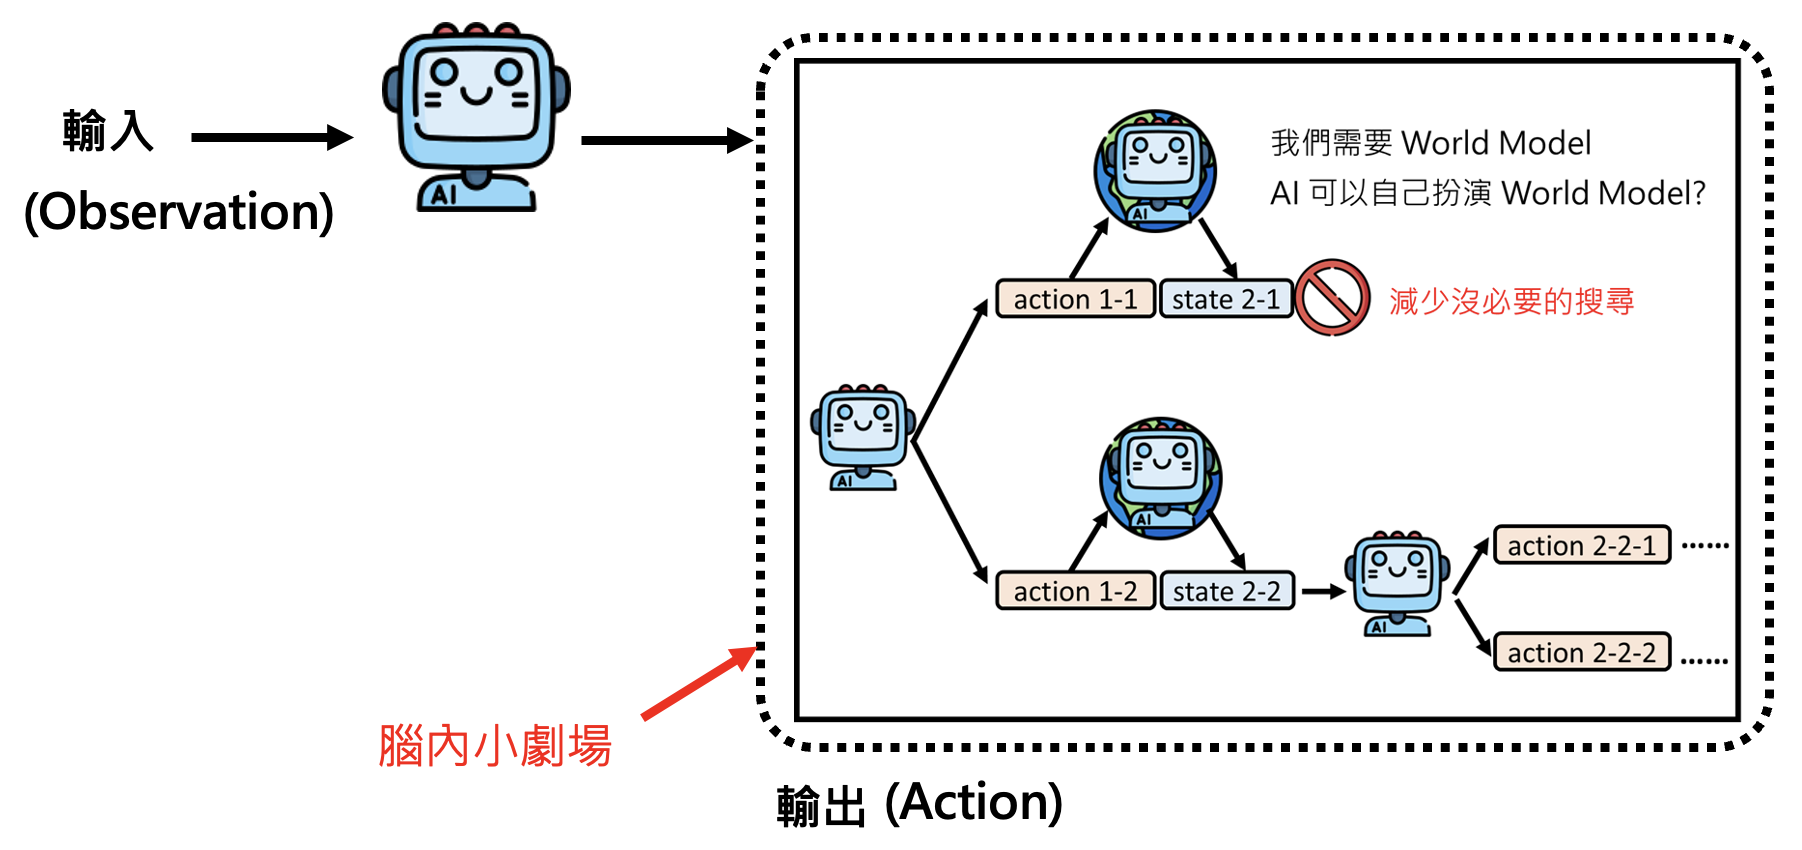 輸入
(Observation)
AI
我們需要 World Model
AI 可以自己扮演 World Model?
AI
action 1-1
state 2-1
減少沒必要的搜尋
AI
AI
action 1-2
state 2-2
AI
action 2-2-1 ......
action 2-2-2 ......
腦內小劇場
輸出 (Action)